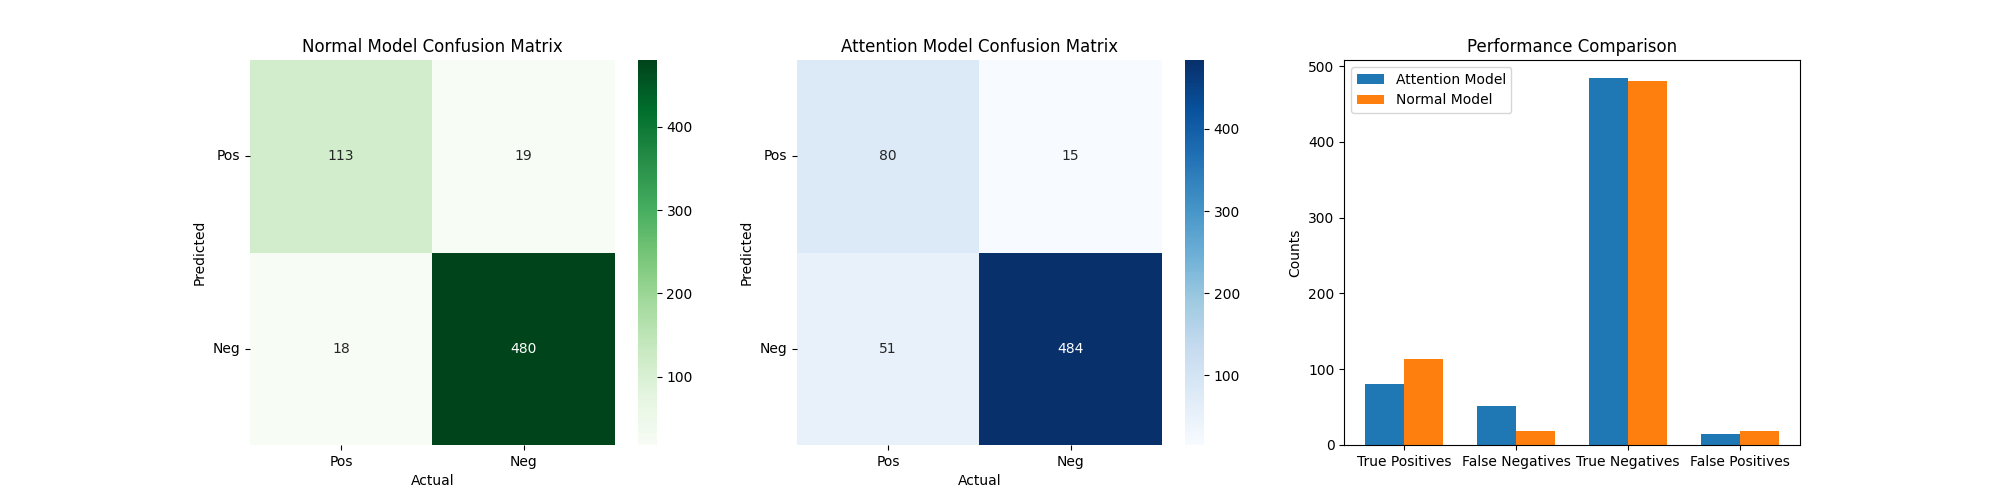 Normal Model Confusion Matrix
Predicted
Pos
Neg
113
19
18
480
Pos
Neg
Actual
400
300
200
100
Attention Model Confusion Matrix
Predicted
Pos
Neg
80
15
51
484
Pos
Neg
Actual
400
300
200
100
Performance Comparison
Attention Model
Normal Model
Counts
500
400
300
200
100
0
True Positives
False Negatives
True Negatives
False Positives